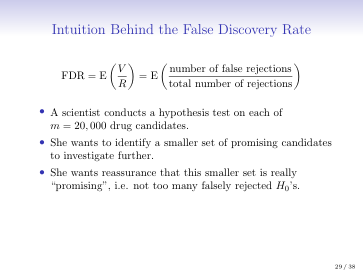 Intuition Behind the False Discovery Rate
FDR = E ( V / R ) = E ( number of false rejections / total number of rejections )
• A scientist conducts a hypothesis test on each of
m = 20, 000 drug candidates.
• She wants to identify a smaller set of promising candidates
to investigate further.
• She wants reassurance that this smaller set is really
“promising”, i.e. not too many falsely rejected H₀’s.
29 / 38